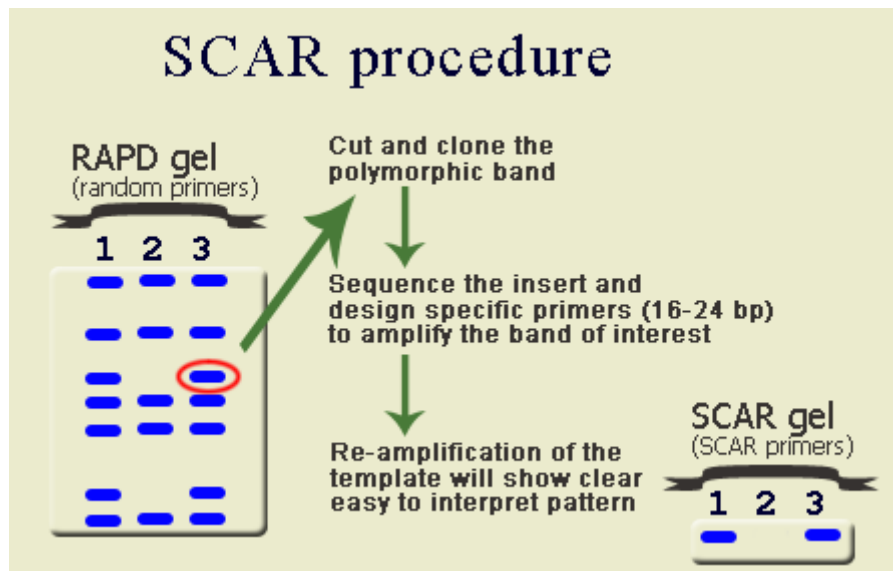 SCAR procedure
RAPD gel
(random primers)
1 2 3
Cut and clone the
polymorphic band
Sequence the insert and
design specific primers (16-24 bp)
to amplify the band of interest
Re-amplification of the
template will show clear
easy to interpret pattern
SCAR gel
(SCAR primers)
1 2 3